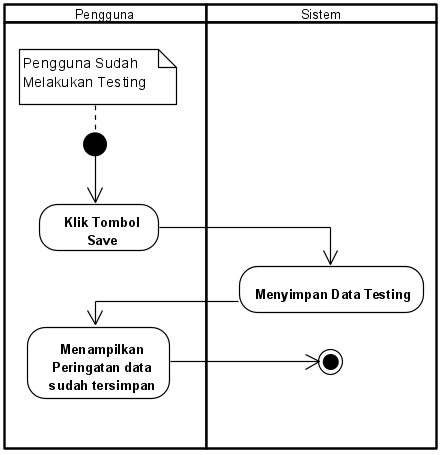 Pengguna
Sistem
Pengguna Sudah
Melakukan Testing
Klik Tombol
Save
Menyimpan Data Testing
Menampilkan
Peringatan data
sudah tersimpan